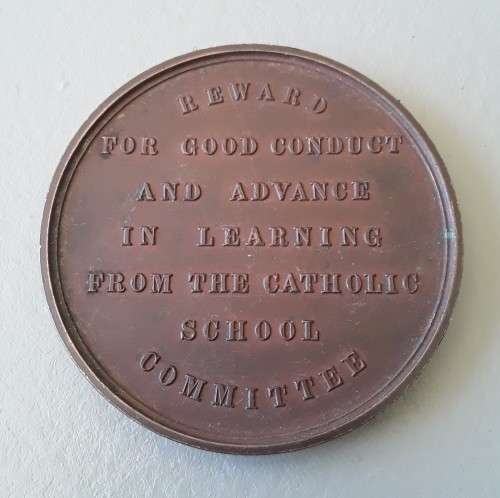 REWARD
FOR GOOD CONDUCT
AND ADVANCE
IN LEARNING
FROM THE CATHOLIC
SCHOOL
COMMITTEE